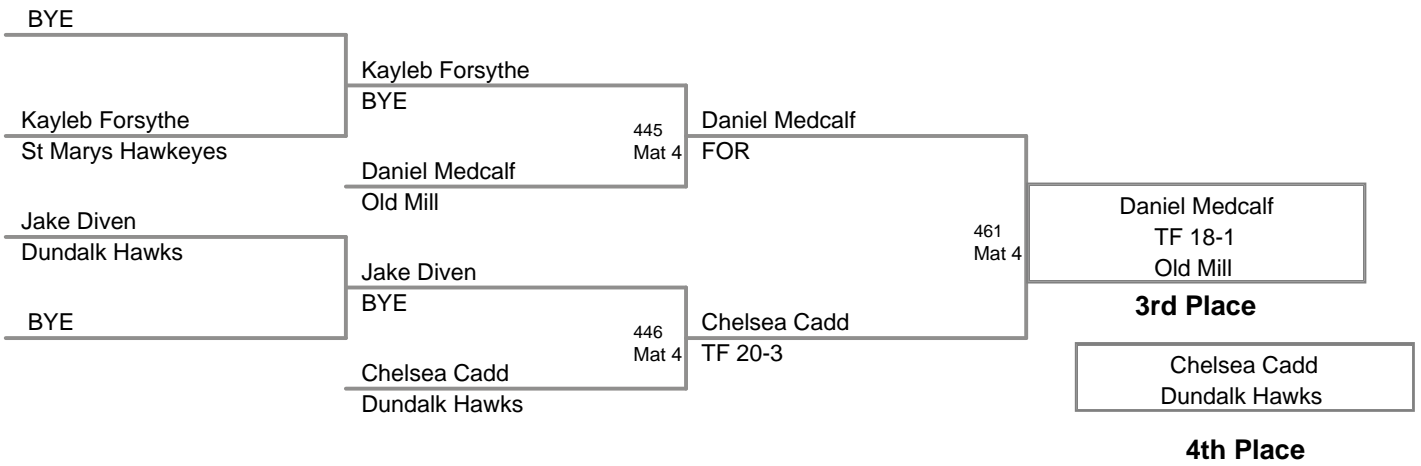 BYE
Kayleb Forsythe
BYE
Kayleb Forsythe
St Marys Hawkeyes
445
Mat 4
Daniel Medcalf
FOR
Daniel Medcalf
Old Mill
Jake Diven
Dundalk Hawks
461
Mat 4
Daniel Medcalf
TF 18-1
Old Mill
3rd Place
Jake Diven
BYE
BYE
446
Mat 4
Chelsea Cadd
TF 20-3
Chelsea Cadd
Dundalk Hawks
Chelsea Cadd
Dundalk Hawks
4th Place